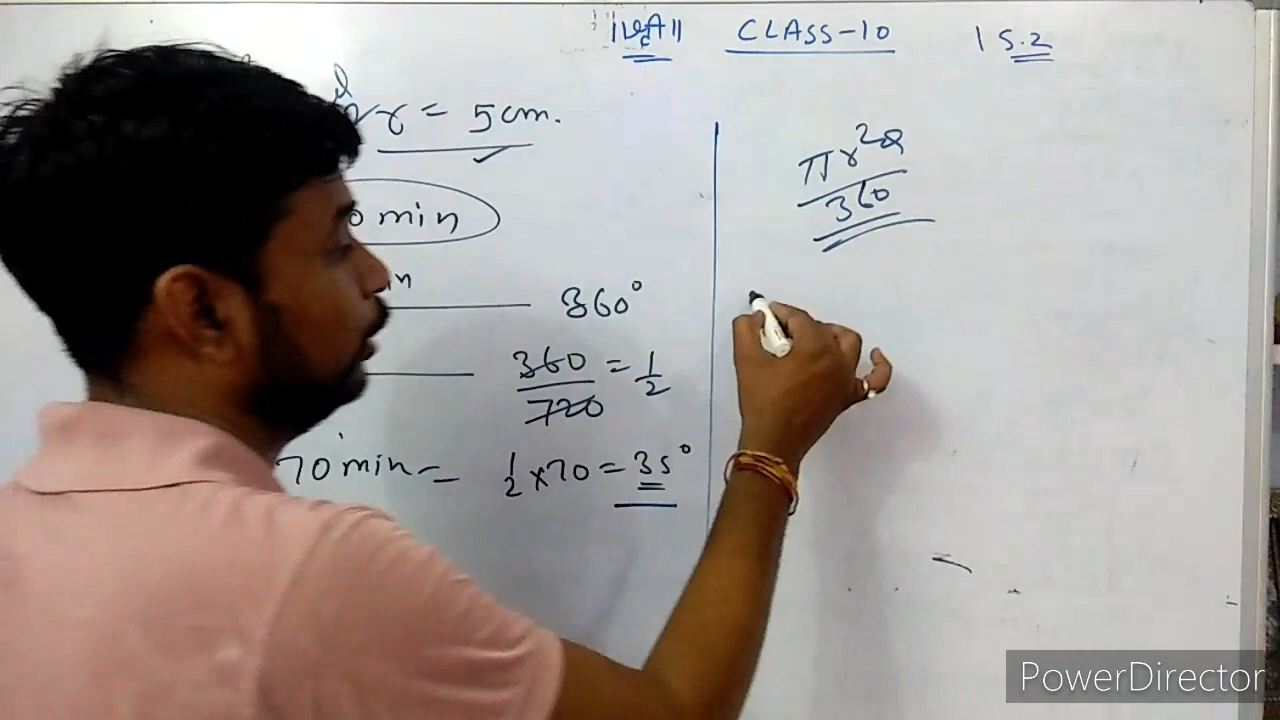 CLASS-10
15.2
r = 5cm.
πr²θ
360
0 min
n
360°
360 = 1
720 2
70 min = 1/2 × 70 = 35°
PowerDirector